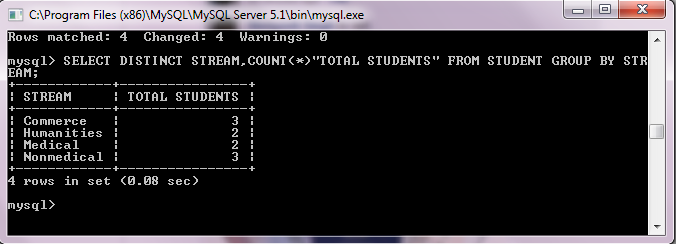 C:\Program Files (x86)\MySQL\MySQL Server 5.1\bin\mysql.exe
Rows matched: 4  Changed: 4  Warnings: 0
mysql> SELECT DISTINCT STREAM,COUNT(*)"TOTAL STUDENTS" FROM STUDENT GROUP BY STR
EAM;
+------------+----------------+
| STREAM     | TOTAL STUDENTS |
+------------+----------------+
| Commerce   |              3 |
| Humanities |              2 |
| Medical    |              2 |
| Nonmedical |              3 |
+------------+----------------+
4 rows in set (0.08 sec)
mysql>